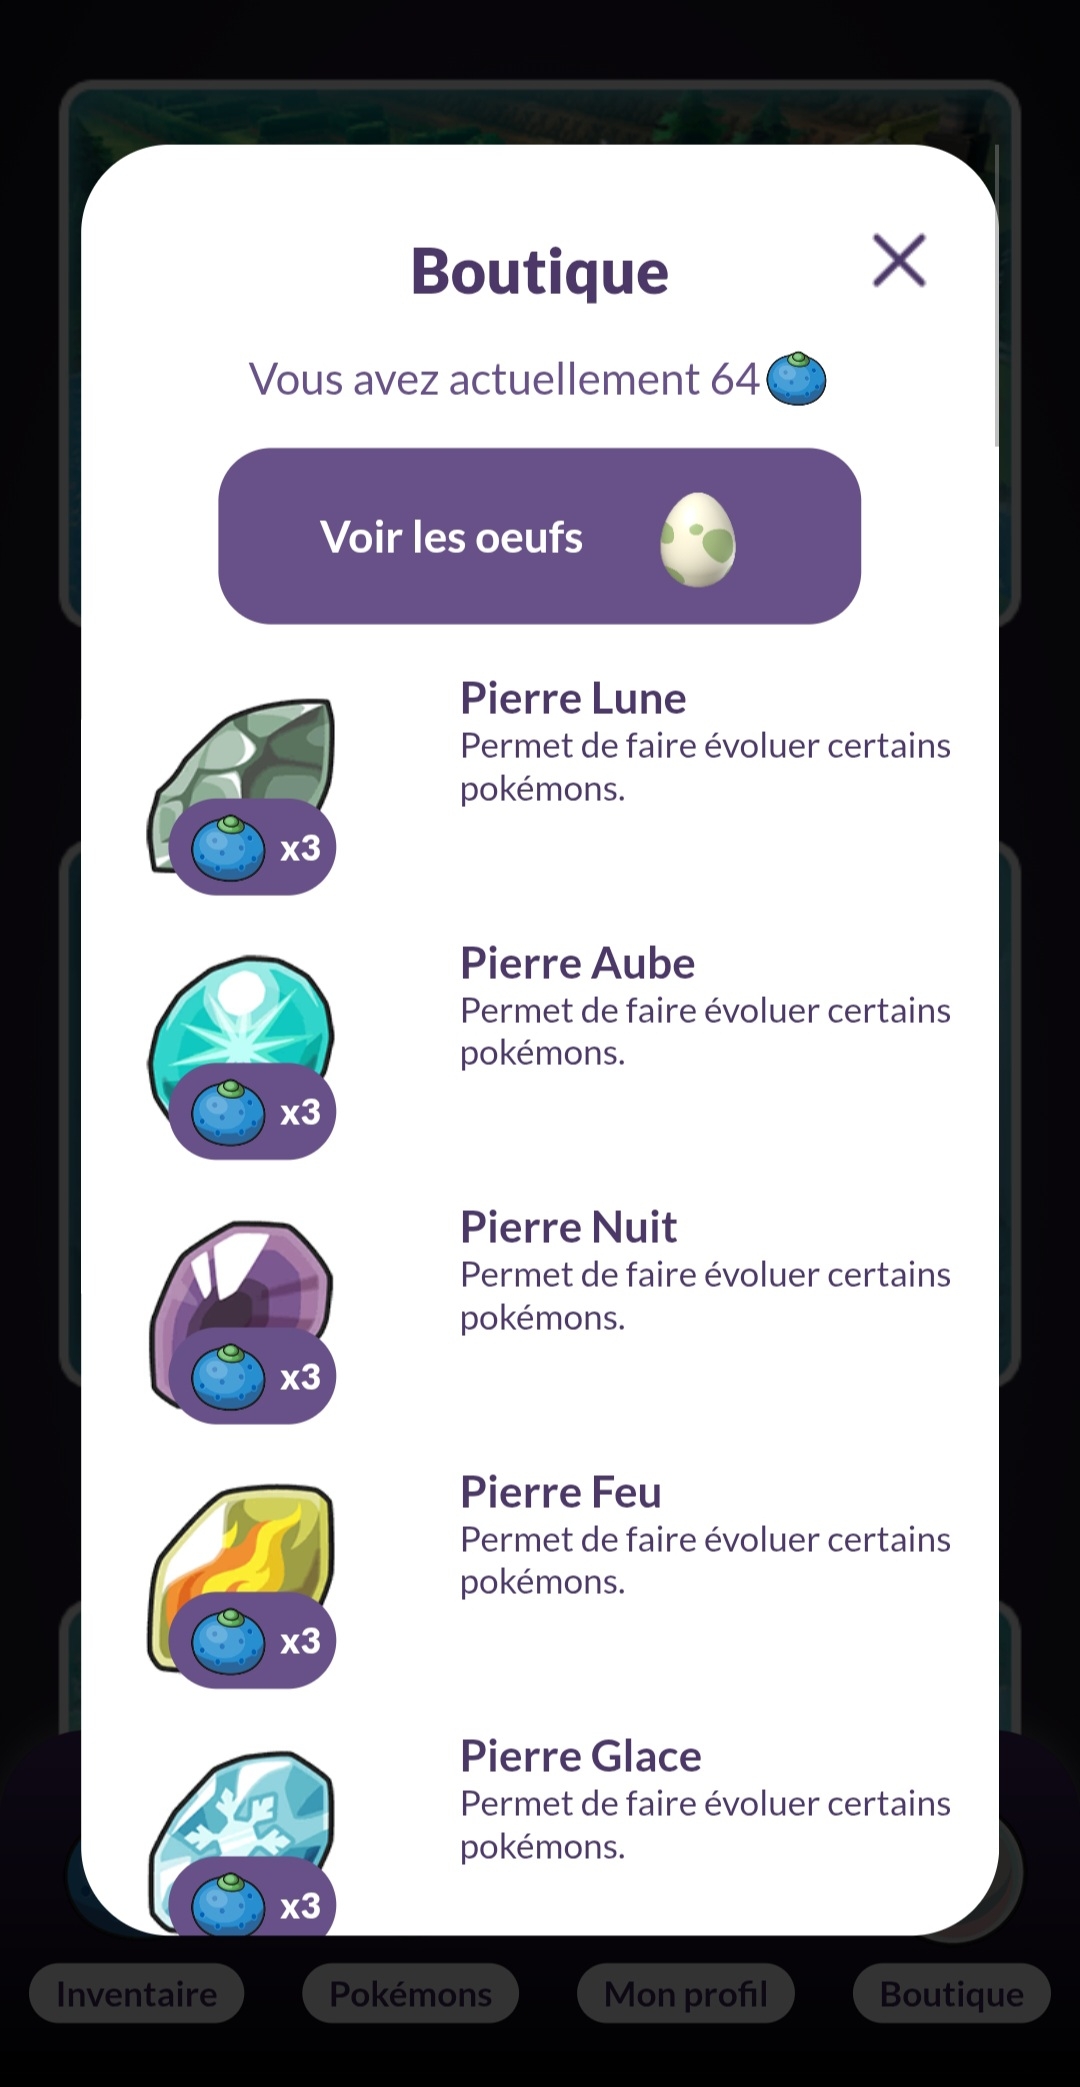 Boutique
Vous avez actuellement 64
Voir les oeufs
Pierre Lune
Permet de faire évoluer certains
pokémons.
x3
Pierre Aube
Permet de faire évoluer certains
pokémons.
x3
Pierre Nuit
Permet de faire évoluer certains
pokémons.
x3
Pierre Feu
Permet de faire évoluer certains
pokémons.
x3
Pierre Glace
Permet de faire évoluer certains
pokémons.
x3
Inventaire
Pokémons
Mon profil
Boutique